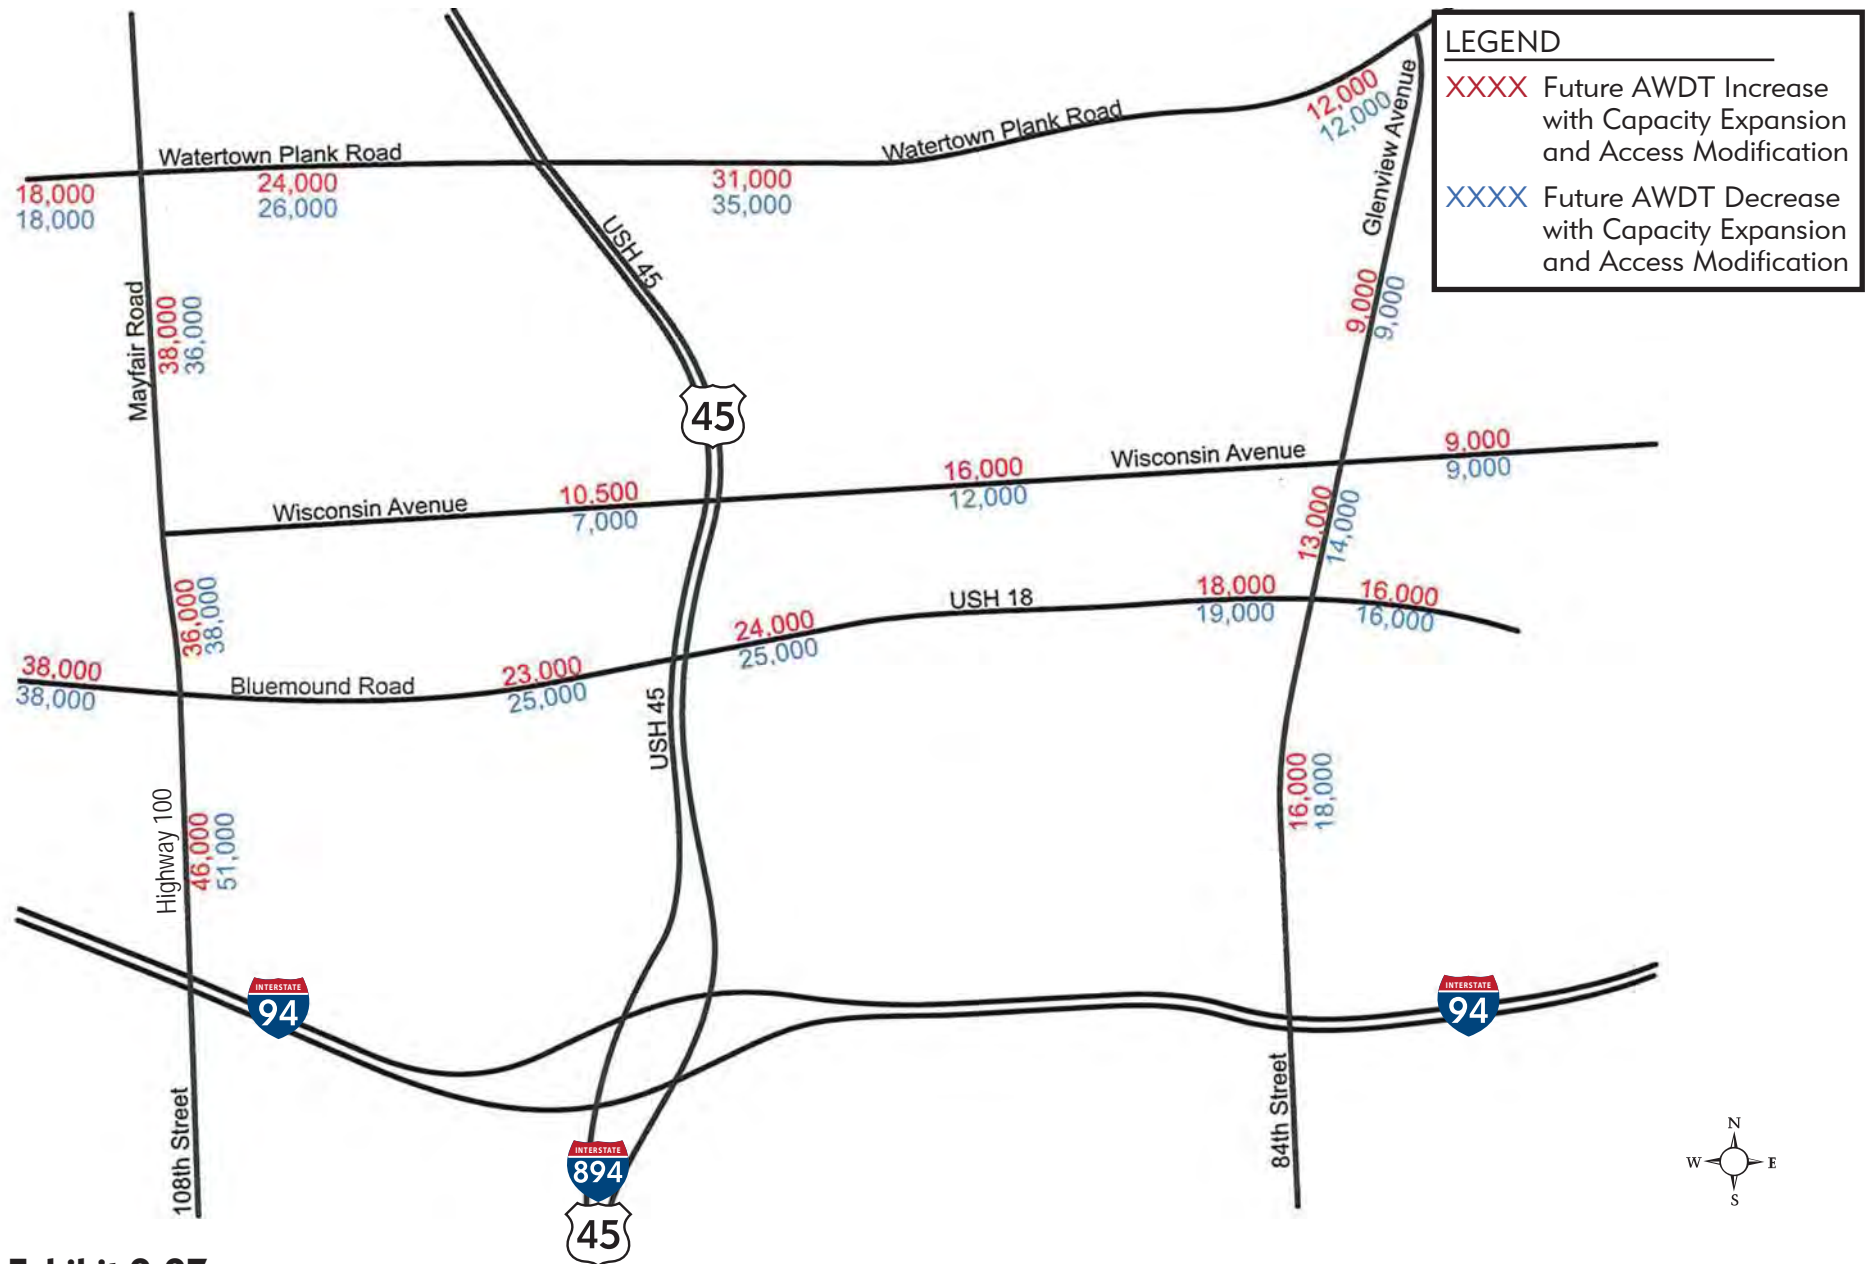 LEGEND
XXXX Future AWDT Increase
with Capacity Expansion
and Access Modification
XXXX Future AWDT Decrease
with Capacity Expansion
and Access Modification
12,000
12,000
Glenview Avenue
Watertown Plank Road
Watertown Plank Road
18,000
18,000
24,000
26,000
31,000
35,000
USH 45
Mayfair Road
38,000
36,000
9,000
9,000
45
Wisconsin Avenue
10,500
7,000
16,000
12,000
Wisconsin Avenue
9,000
9,000
13,000
14,000
36,000
38,000
USH 18
18,000
19,000
16,000
16,000
24,000
25,000
38,000
38,000
Bluemound Road
23,000
25,000
USH 45
16,000
18,000
Highway 100
46,000
51,000
INTERSTATE
94
INTERSTATE
94
108th Street
84th Street
INTERSTATE
894
45
N
W E
S